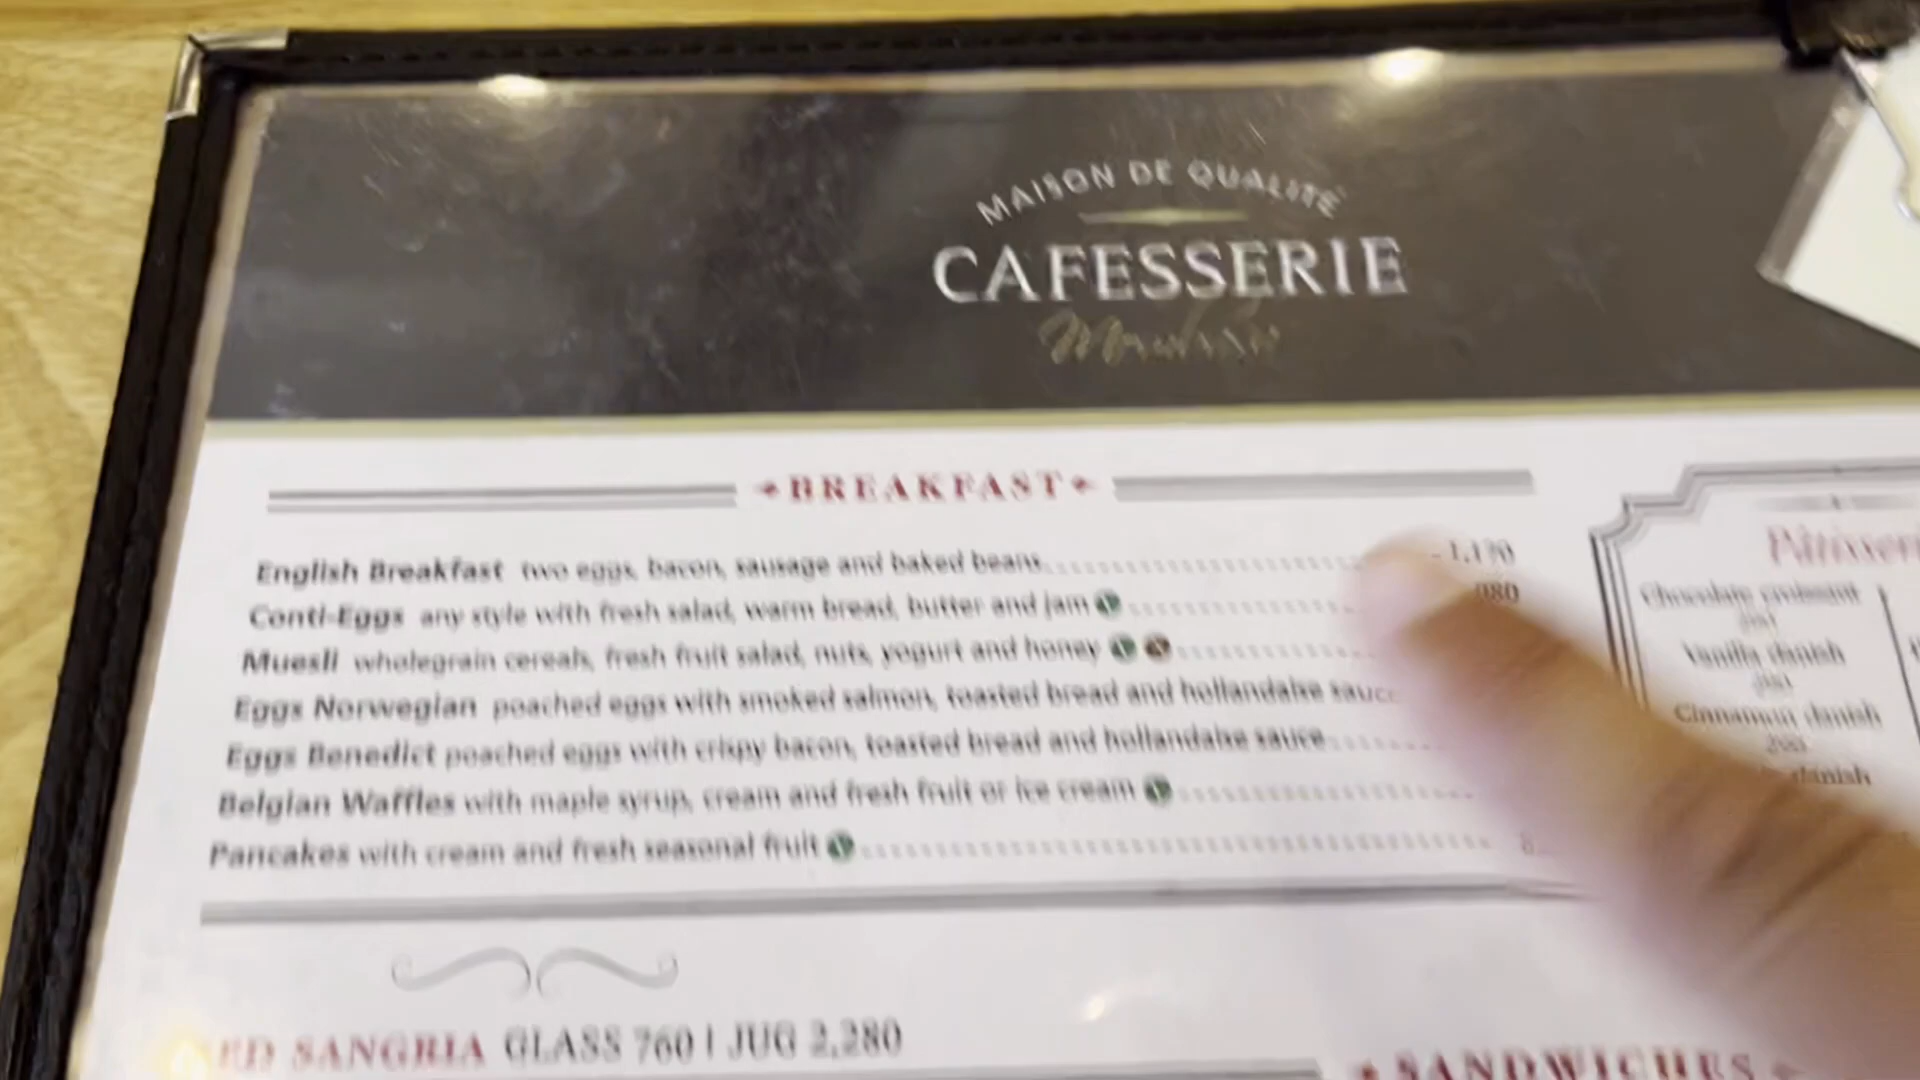 MAISON DE QUALITÉ
CAFESSERIE
BREAKFAST
English Breakfast two eggs, bacon, sausage and baked beans 1,170
Conti-Eggs any style with fresh salad, warm bread, butter and jam
Muesli wholegrain cereals, fresh fruit salad, nuts, yogurt and honey
Eggs Norwegian poached eggs with smoked salmon, toasted bread and hollandaise
Eggs Benedict poached eggs with crispy bacon, toasted bread and hollandaise sauce
Belgian Waffles with maple syrup, cream and fresh fruit or ice cream
Pancakes with cream and fresh seasonal fruit
Chocolate croissant
Vanilla danish
Cinnamon danish
danish
SANGRIA GLASS 760 | JUG 2,280
SANDWICHES